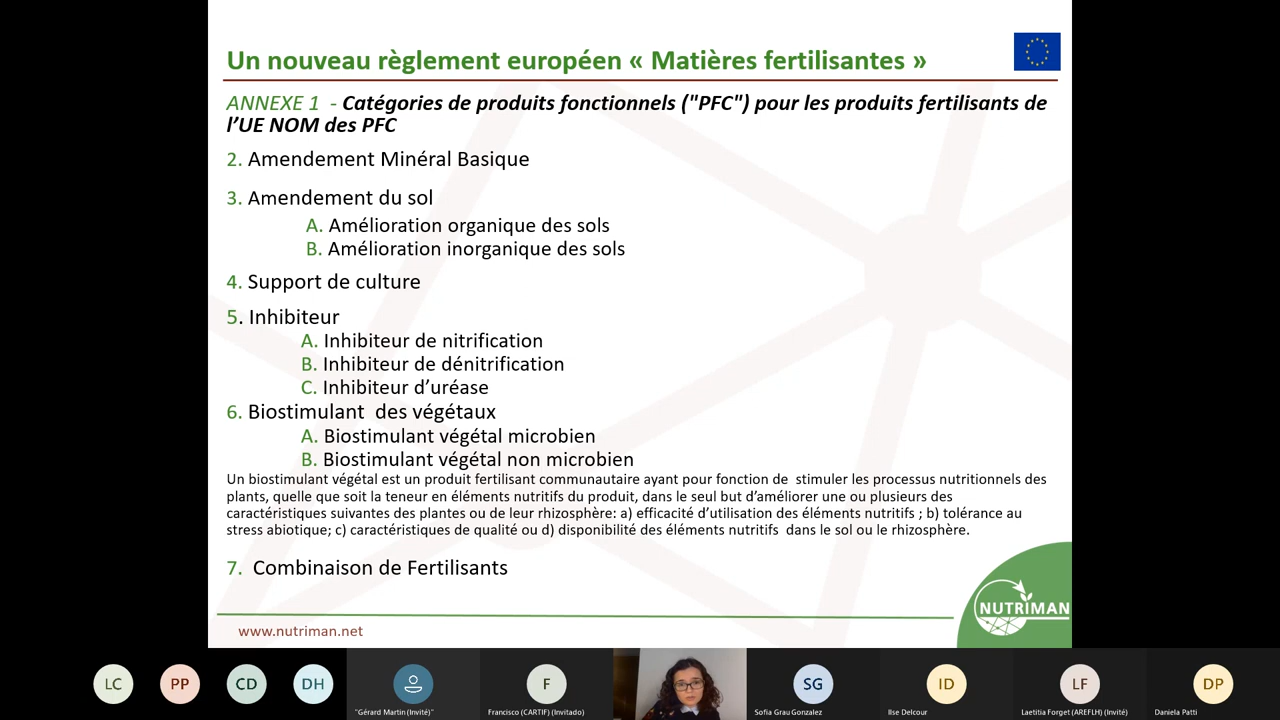 Un nouveau règlement européen « Matières fertilisantes »
ANNEXE 1 - Catégories de produits fonctionnels ("PFC") pour les produits fertilisants de
l’UE NOM des PFC
2. Amendement Minéral Basique
3. Amendement du sol
A. Amélioration organique des sols
B. Amélioration inorganique des sols
4. Support de culture
5. Inhibiteur
A. Inhibiteur de nitrification
B. Inhibiteur de dénitrification
C. Inhibiteur d’uréase
6. Biostimulant des végétaux
A. Biostimulant végétal microbien
B. Biostimulant végétal non microbien
Un biostimulant végétal est un produit fertilisant communautaire ayant pour fonction de stimuler les processus nutritionnels des
plants, quelle que soit la teneur en éléments nutritifs du produit, dans le seul but d’améliorer une ou plusieurs des
caractéristiques suivantes des plantes ou de leur rhizosphère: a) efficacité d’utilisation des éléments nutritifs ; b) tolérance au
stress abiotique; c) caractéristiques de qualité ou d) disponibilité des éléments nutritifs dans le sol ou le rhizosphère.
7. Combinaison de Fertilisants
NUTRIMAN
www.nutriman.net
LC PP CD DH F SG ID LF DP
"Gérard Martin (Invité)" Francisco (CARTIF) (Invitado) Sofia Grau Gonzalez Ilse Delcour Laetitia Forget (AREFLH) (Invité) Daniela Patti